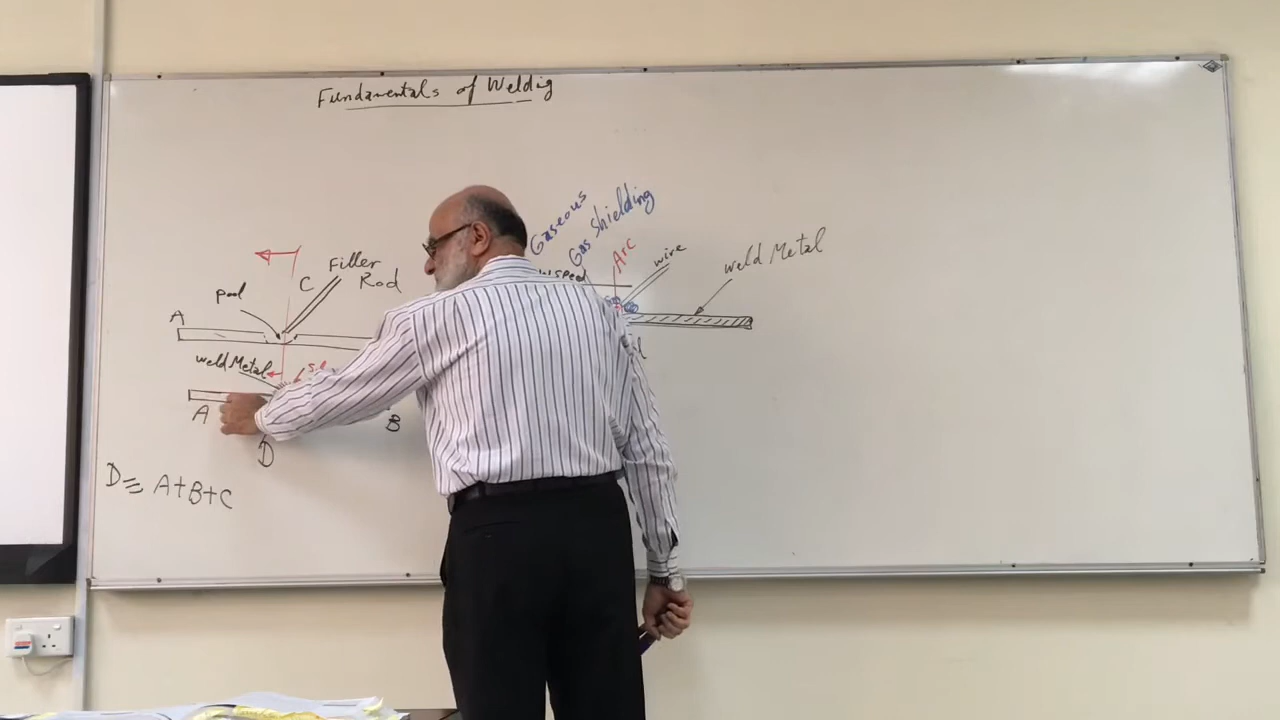 Fundamentals of Weldig
Gaseous
Gas Shielding
Arc
wire
weld Metal
Filler
Rod
C
pool
A
weld Metal
A
B
D
D ≡ A+B+C